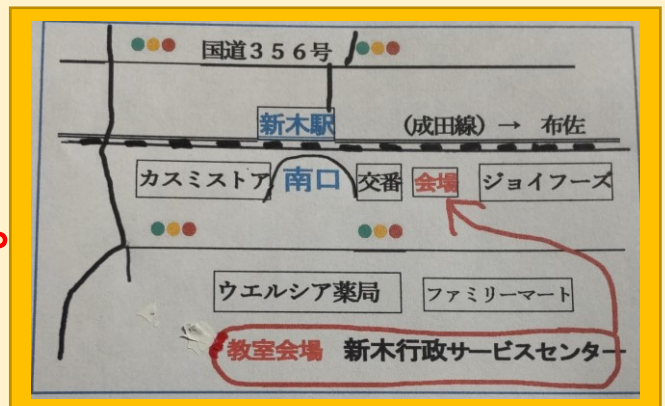 国道３５６号
新木駅 (成田線) → 布佐
カスミストア 南口 交番 会場 ジョイフーズ
ウエルシア薬局 ファミリーマート
教室会場 新木行政サービスセンター